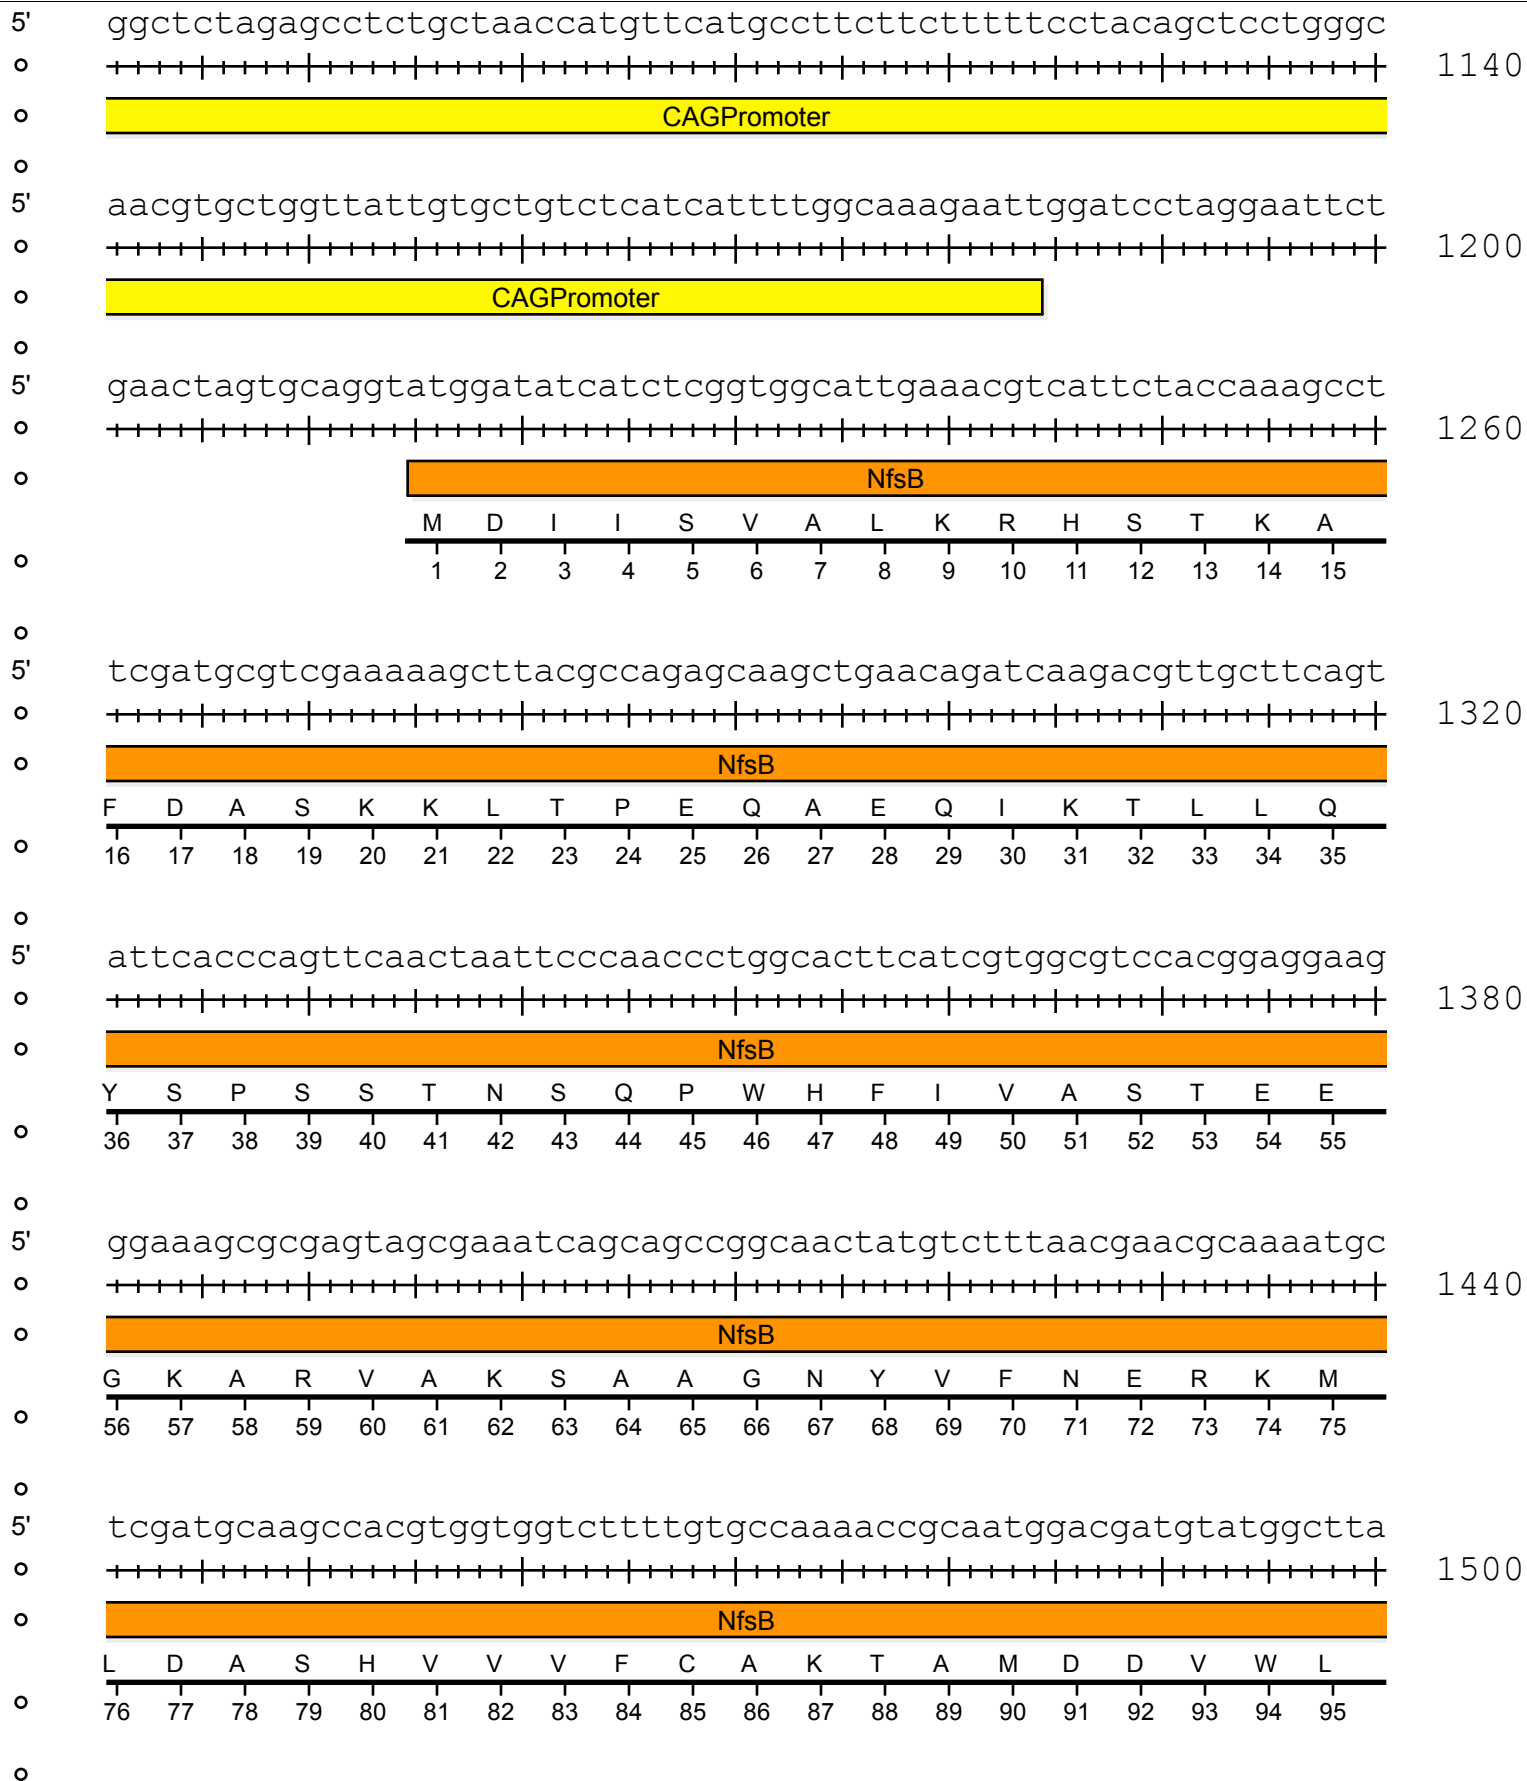 5' ggctctagagcctctgctaaccatgttcatgccttcttctttttcctacagctcctgggc
1140
CAGPromoter
5' aacgtgctggttattgtgctgtctcatcattttggcaaagaattggatcctaggaattct
1200
CAGPromoter
5' gaactagtgcaggtatggatatcatctcggtggcattgaaacgtcattctaccaaagcct
1260
NfsB
M D I I S V A L K R H S T K A
1 2 3 4 5 6 7 8 9 10 11 12 13 14 15
5' tcgatgcgtcgaaaaagcttacgccagagcaagctgaacagatcaagacgttgcttcagt
1320
NfsB
F D A S K K L T P E Q A E Q I K T L L Q
16 17 18 19 20 21 22 23 24 25 26 27 28 29 30 31 32 33 34 35
5' attcacccagttcaactaattcccaaccctggcacttcatcgtggcgtccacggaggaag
1380
NfsB
Y S P S S T N S Q P W H F I V A S T E E
36 37 38 39 40 41 42 43 44 45 46 47 48 49 50 51 52 53 54 55
5' ggaaagcgcgagtagcgaaatcagcagccggcaactatgtctttaacgaacgcaaaatgc
1440
NfsB
G K A R V A K S A A G N Y V F N E R K M
56 57 58 59 60 61 62 63 64 65 66 67 68 69 70 71 72 73 74 75
5' tcgatgcaagccacgtggtggtcttttgtgccaaaaccgcaatggacgatgtatggctta
1500
NfsB
L D A S H V V V F C A K T A M D D V W L
76 77 78 79 80 81 82 83 84 85 86 87 88 89 90 91 92 93 94 95